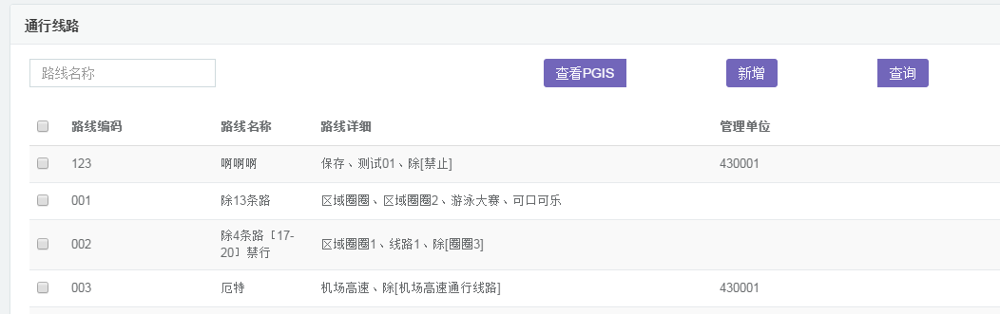 通行线路
路线名称 查看PGIS 新增 查询
路线编码 路线名称 路线详细 管理单位
123 啊啊啊 保存、测试01、除[禁止] 430001
001 除13条路 区域圈圈、区域圈圈2、游泳大赛、可口可乐
002 除4条路〔17-
20〕禁行 区域圈圈1、线路1、除[圈圈3]
003 厄特 机场高速、除[机场高速通行线路] 430001